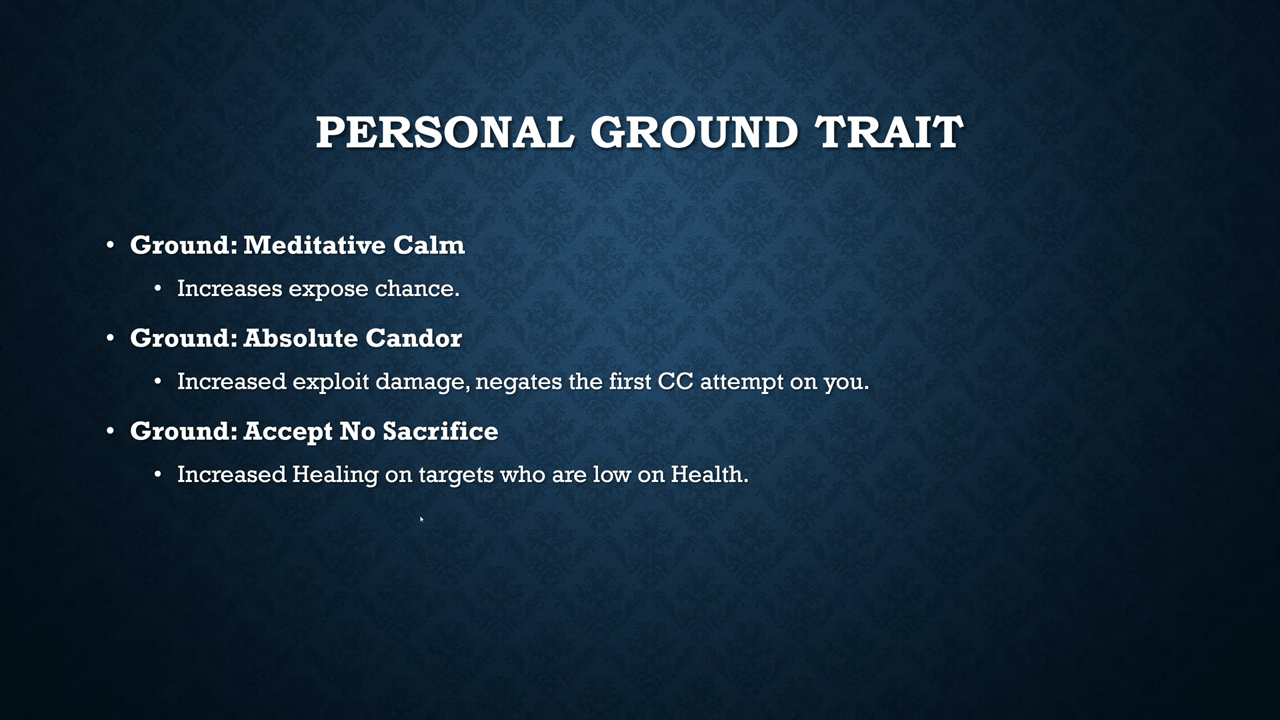 PERSONAL GROUND TRAIT
• Ground: Meditative Calm
• Increases expose chance.
• Ground: Absolute Candor
• Increased exploit damage, negates the first CC attempt on you.
• Ground: Accept No Sacrifice
• Increased Healing on targets who are low on Health.